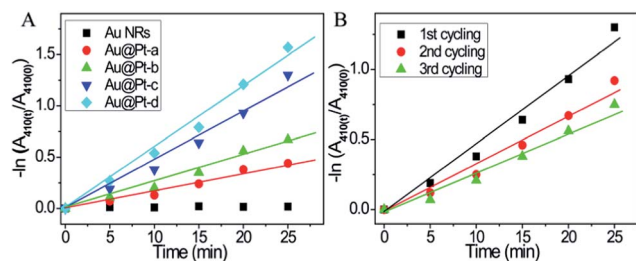 A
-ln (A410(t)/A410(0))
1.5
1.0
0.5
0.0
Au NRs
Au@Pt-a
Au@Pt-b
Au@Pt-c
Au@Pt-d
0 5 10 15 20 25
Time (min)
B
-ln (A410(t)/A410(0))
1.0
0.5
0.0
1st cycling
2nd cycling
3rd cycling
0 5 10 15 20 25
Time (min)